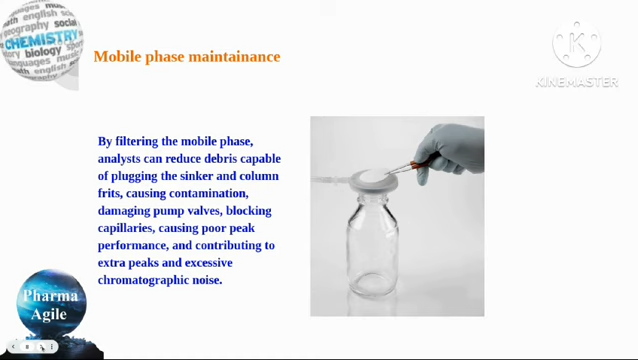 CHEMISTRY
geography social
biology
Mobile phase maintainance
K
KINEMASTER
By filtering the mobile phase,
analysts can reduce debris capable
of plugging the sinker and column
frits, causing contamination,
damaging pump valves, blocking
capillaries, causing poor peak
performance, and contributing to
extra peaks and excessive
chromatographic noise.
Pharma
Agile